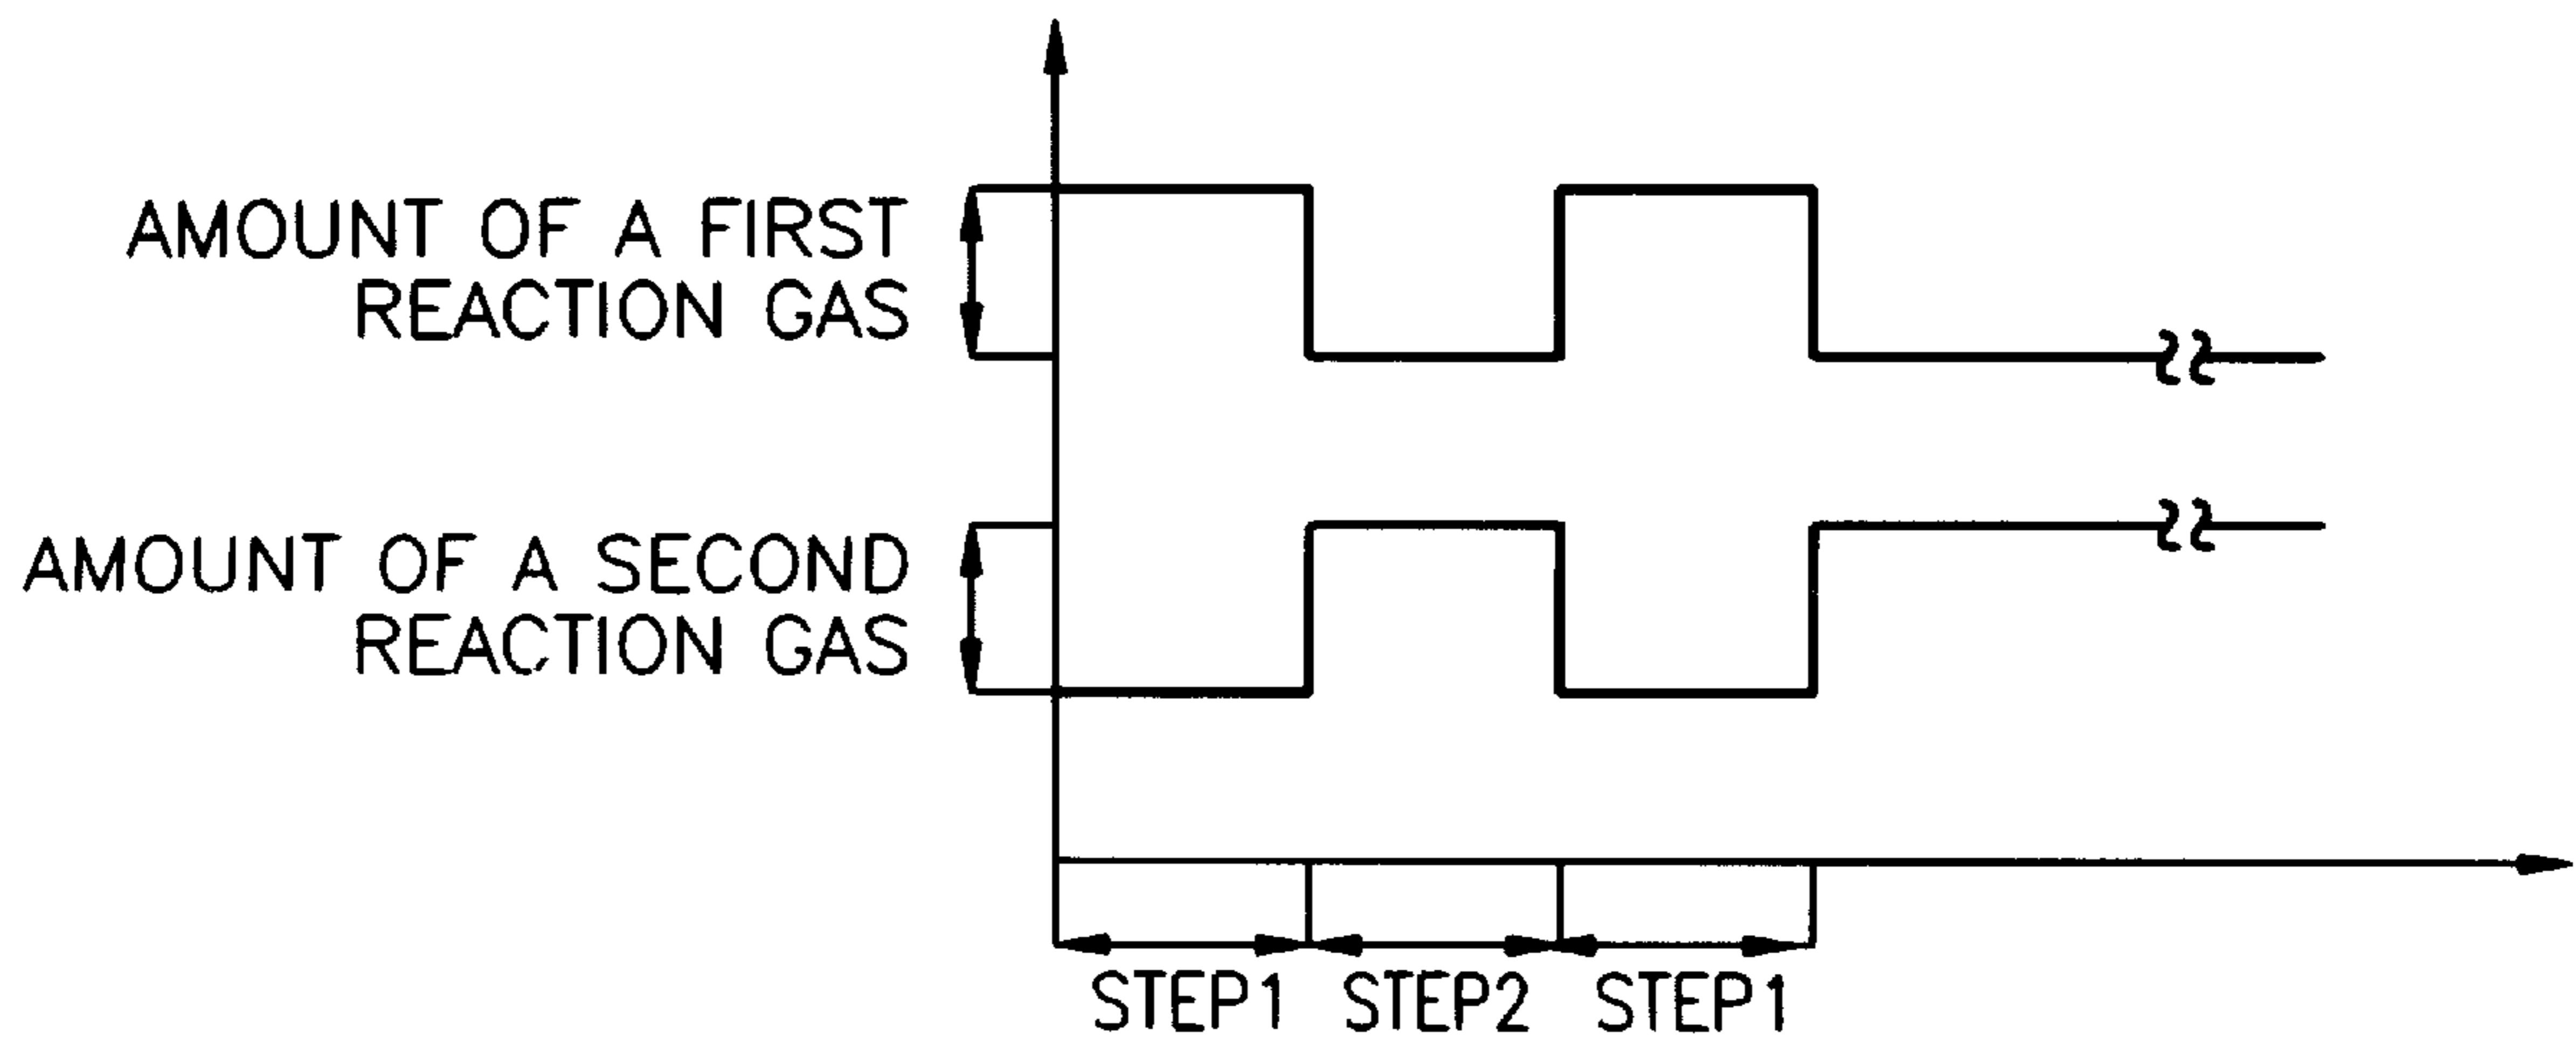 AMOUNT OF A FIRST
REACTION GAS
AMOUNT OF A SECOND
REACTION GAS
STEP1
STEP2
STEP1